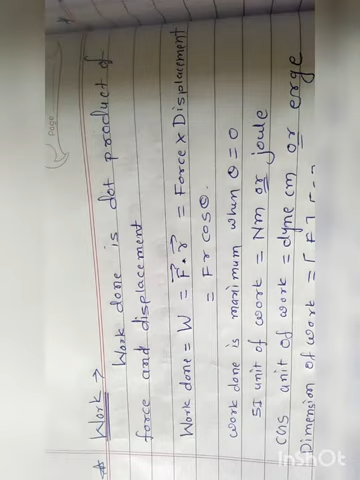 Page
* Work →
Work done is dot product of
force and displacement
Work done = W = F⃗ • r⃗ = Force × Displacement
= Fr cosθ.
work done is maximum when θ = 0
SI unit of work = Nm or joule
CGS unit of work = dyne cm or erge
Dimension of work = [F]
InShOt